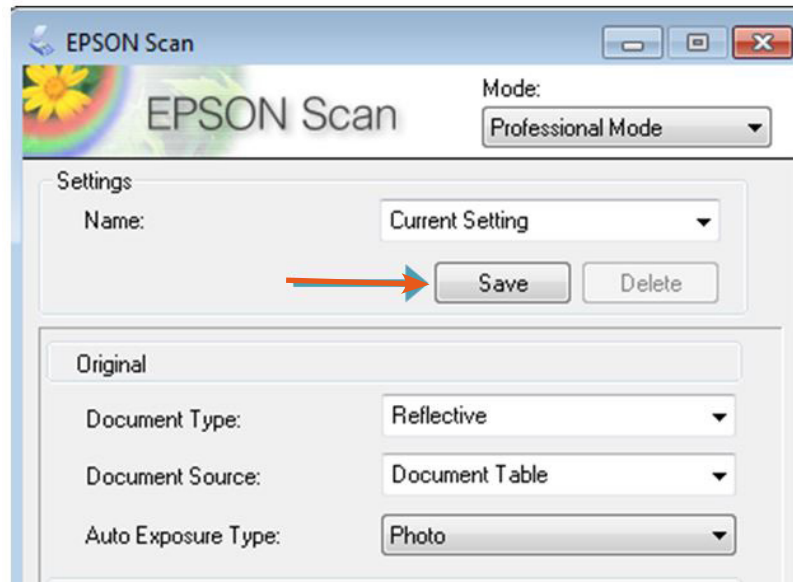 EPSON Scan
EPSON Scan
Mode:
Professional Mode
Settings
Name:
Current Setting
Save
Delete
Original
Document Type:
Reflective
Document Source:
Document Table
Auto Exposure Type:
Photo